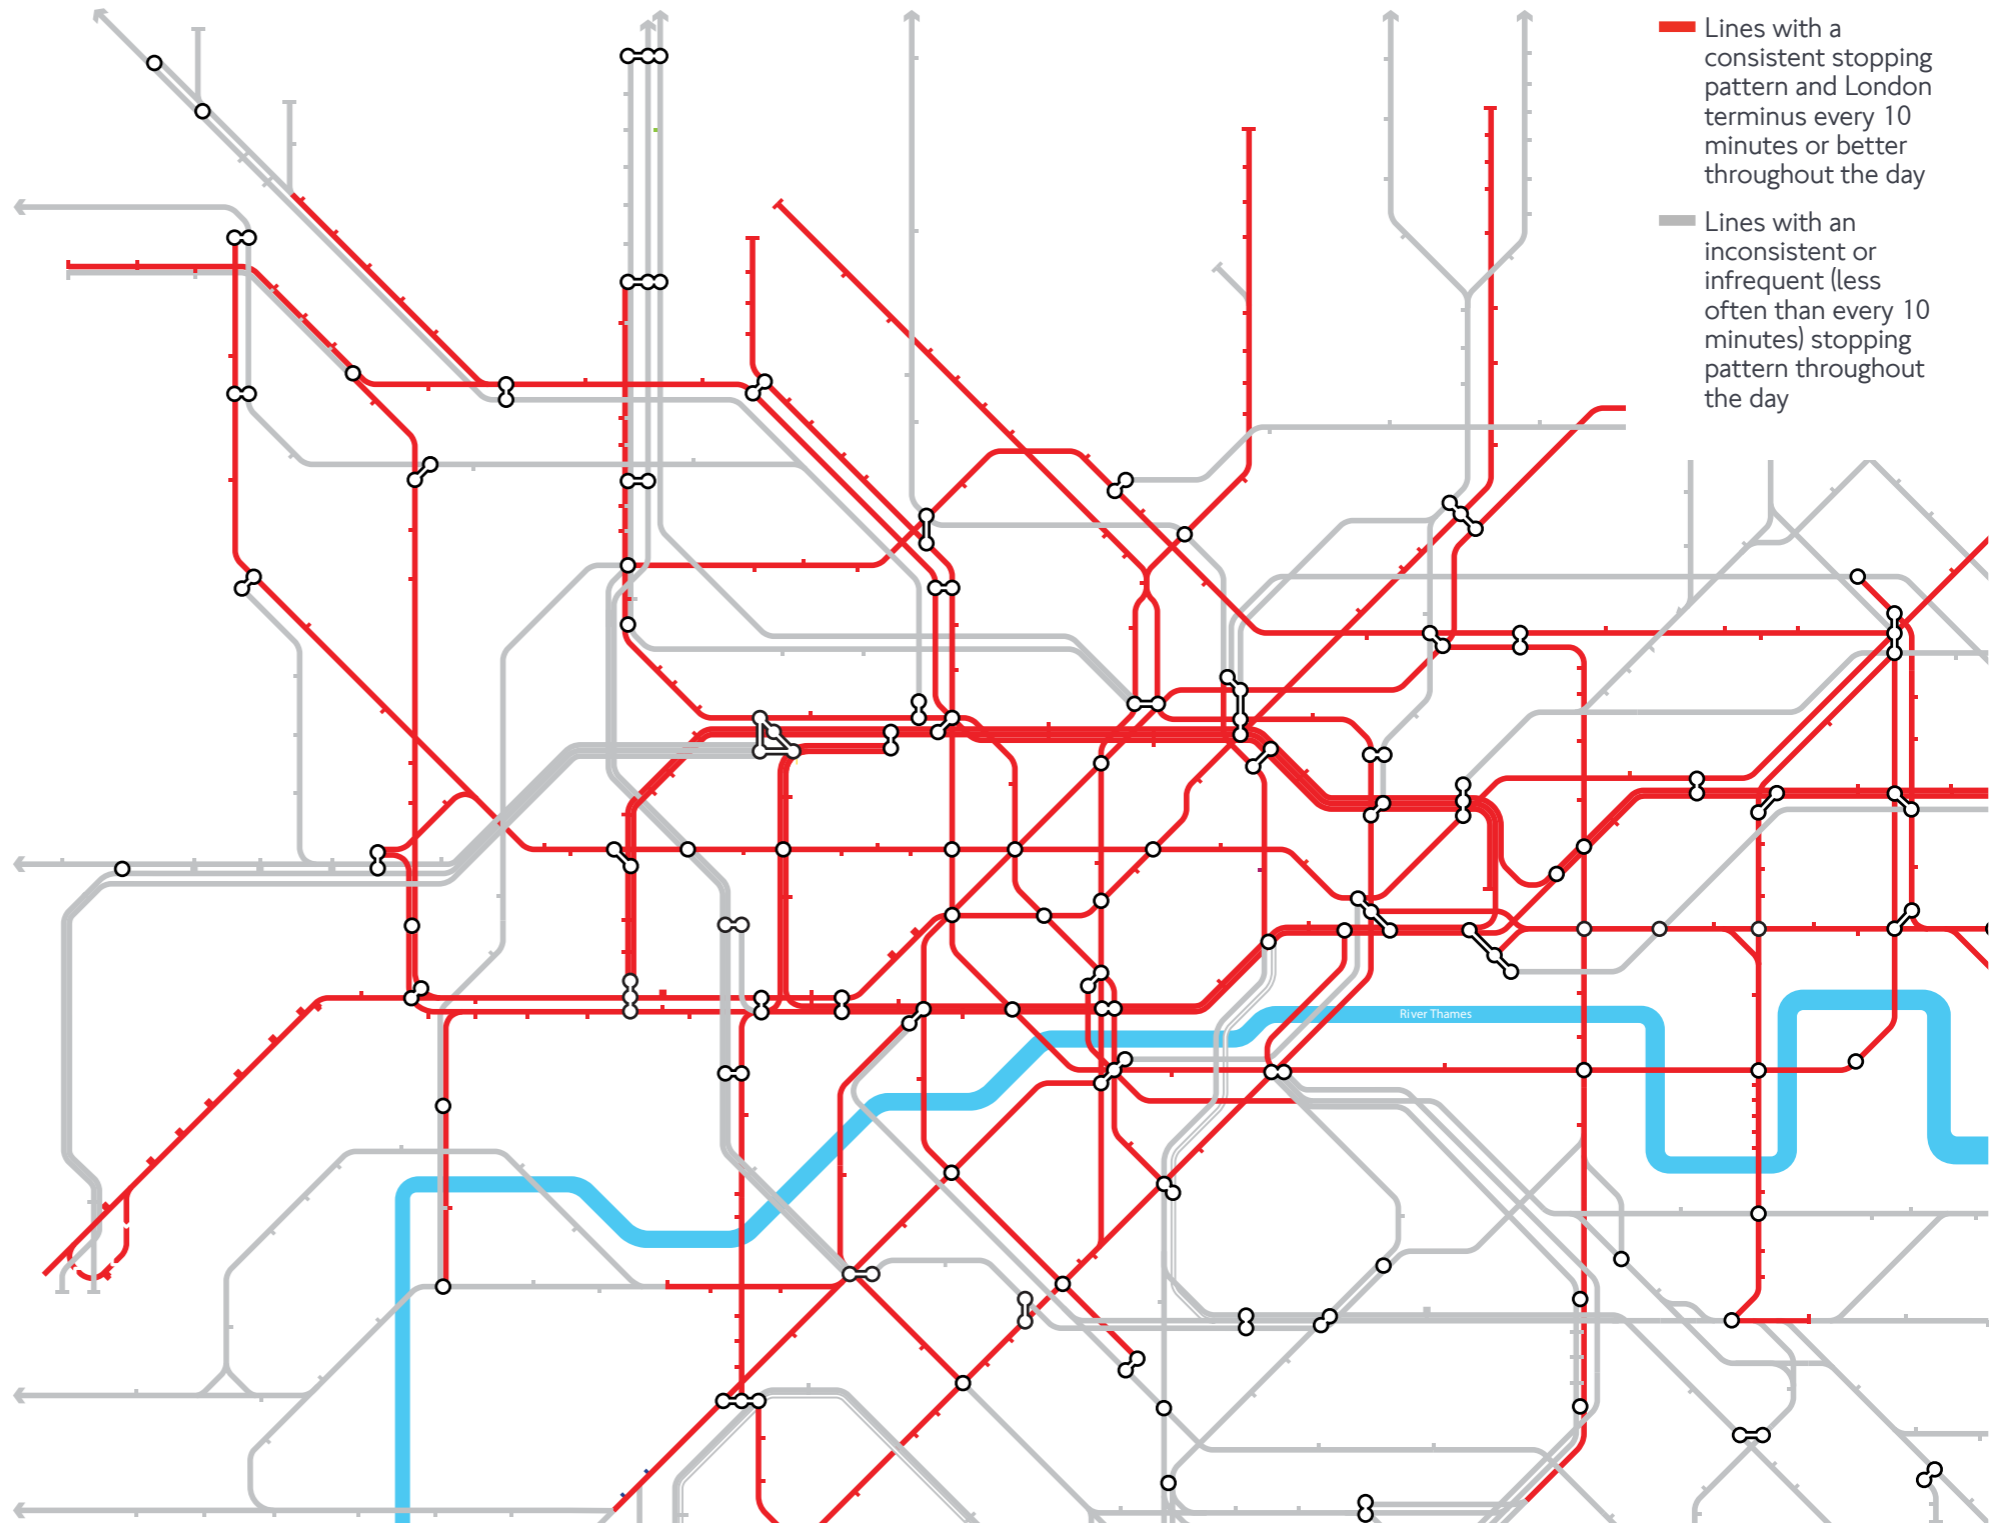 Lines with a
consistent stopping
pattern and London
terminus every 10
minutes or better
throughout the day
Lines with an
inconsistent or
infrequent (less
often than every 10
minutes) stopping
pattern throughout
the day
River Thames